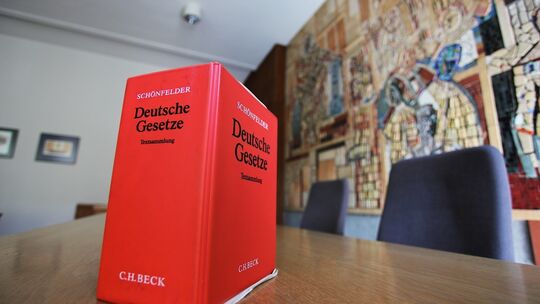 SCHÖNFELDER
Deutsche
Gesetze
Textsammlung
C.H.BECK
SCHÖNFELDER
Deutsche
Gesetze
Textsammlung
C.H.BECK